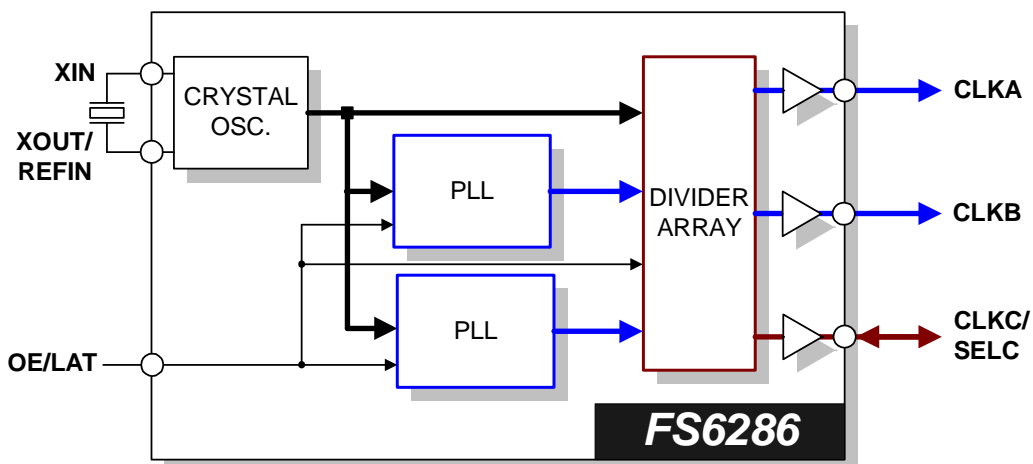 XIN
XOUT/
REFIN
CRYSTAL
OSC.
PLL
PLL
OE/LAT
DIVIDER
ARRAY
CLKA
CLKB
CLKC/
SELC
FS6286